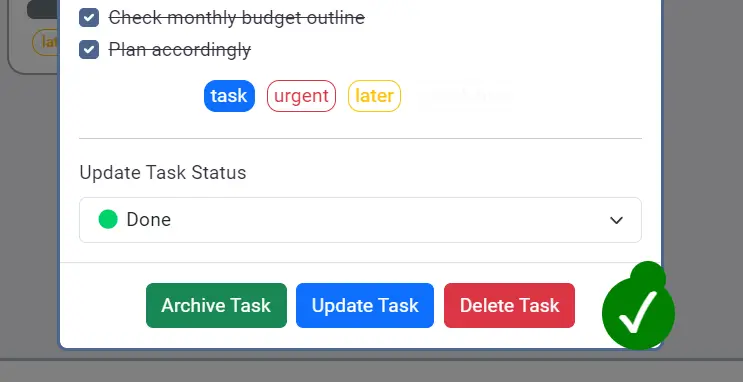 Check monthly budget outline
Plan accordingly
task urgent later
Update Task Status
Done
Archive Task Update Task Delete Task